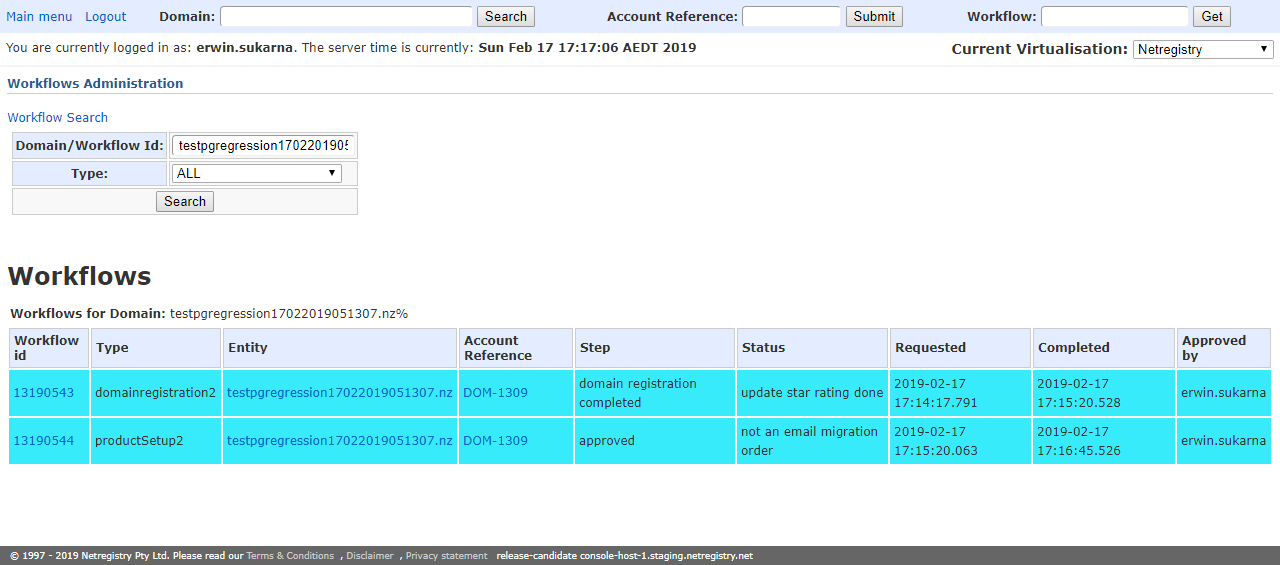 Main menu Logout Domain: Search Account Reference: Submit Workflow: Get
You are currently logged in as: erwin.sukarna. The server time is currently: Sun Feb 17 17:17:06 AEDT 2019 Current Virtualisation: Netregistry
Workflows Administration
Workflow Search
Domain/Workflow Id: testpgregression1702201905
Type: ALL
Search
Workflows
Workflows for Domain: testpgregression17022019051307.nz%
Workflow id Type Entity Account Reference Step Status Requested Completed Approved by
13190543 domainregistration2 testpgregression17022019051307.nz DOM-1309 domain registration completed update star rating done 2019-02-17 17:14:17.791 2019-02-17 17:15:20.528 erwin.sukarna
13190544 productSetup2 testpgregression17022019051307.nz DOM-1309 approved not an email migration order 2019-02-17 17:15:20.063 2019-02-17 17:16:45.526 erwin.sukarna
© 1997 - 2019 Netregistry Pty Ltd. Please read our Terms & Conditions , Disclaimer , Privacy statement release-candidate console-host-1.staging.netregistry.net